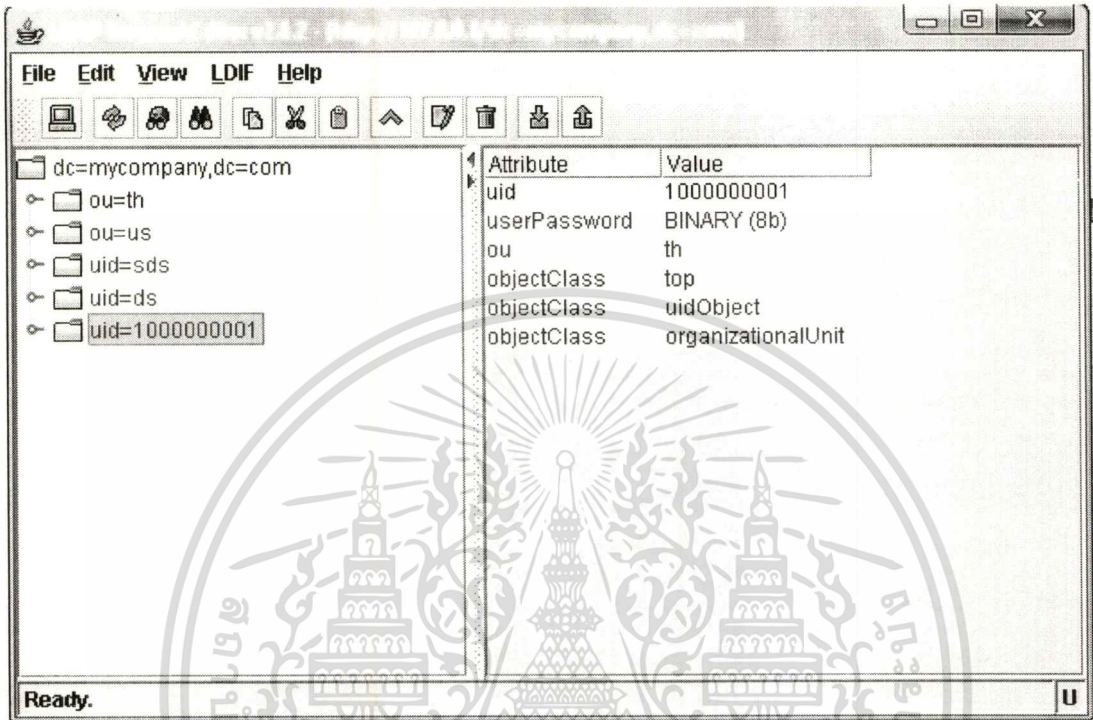 File Edit View LDIF Help
dc=mycompany,dc=com
ou=th
ou=us
uid=sds
uid=ds
uid=1000000001
Attribute Value
uid 1000000001
userPassword BINARY (8b)
ou th
objectClass top
objectClass uidObject
objectClass organizationalUnit
Ready. U